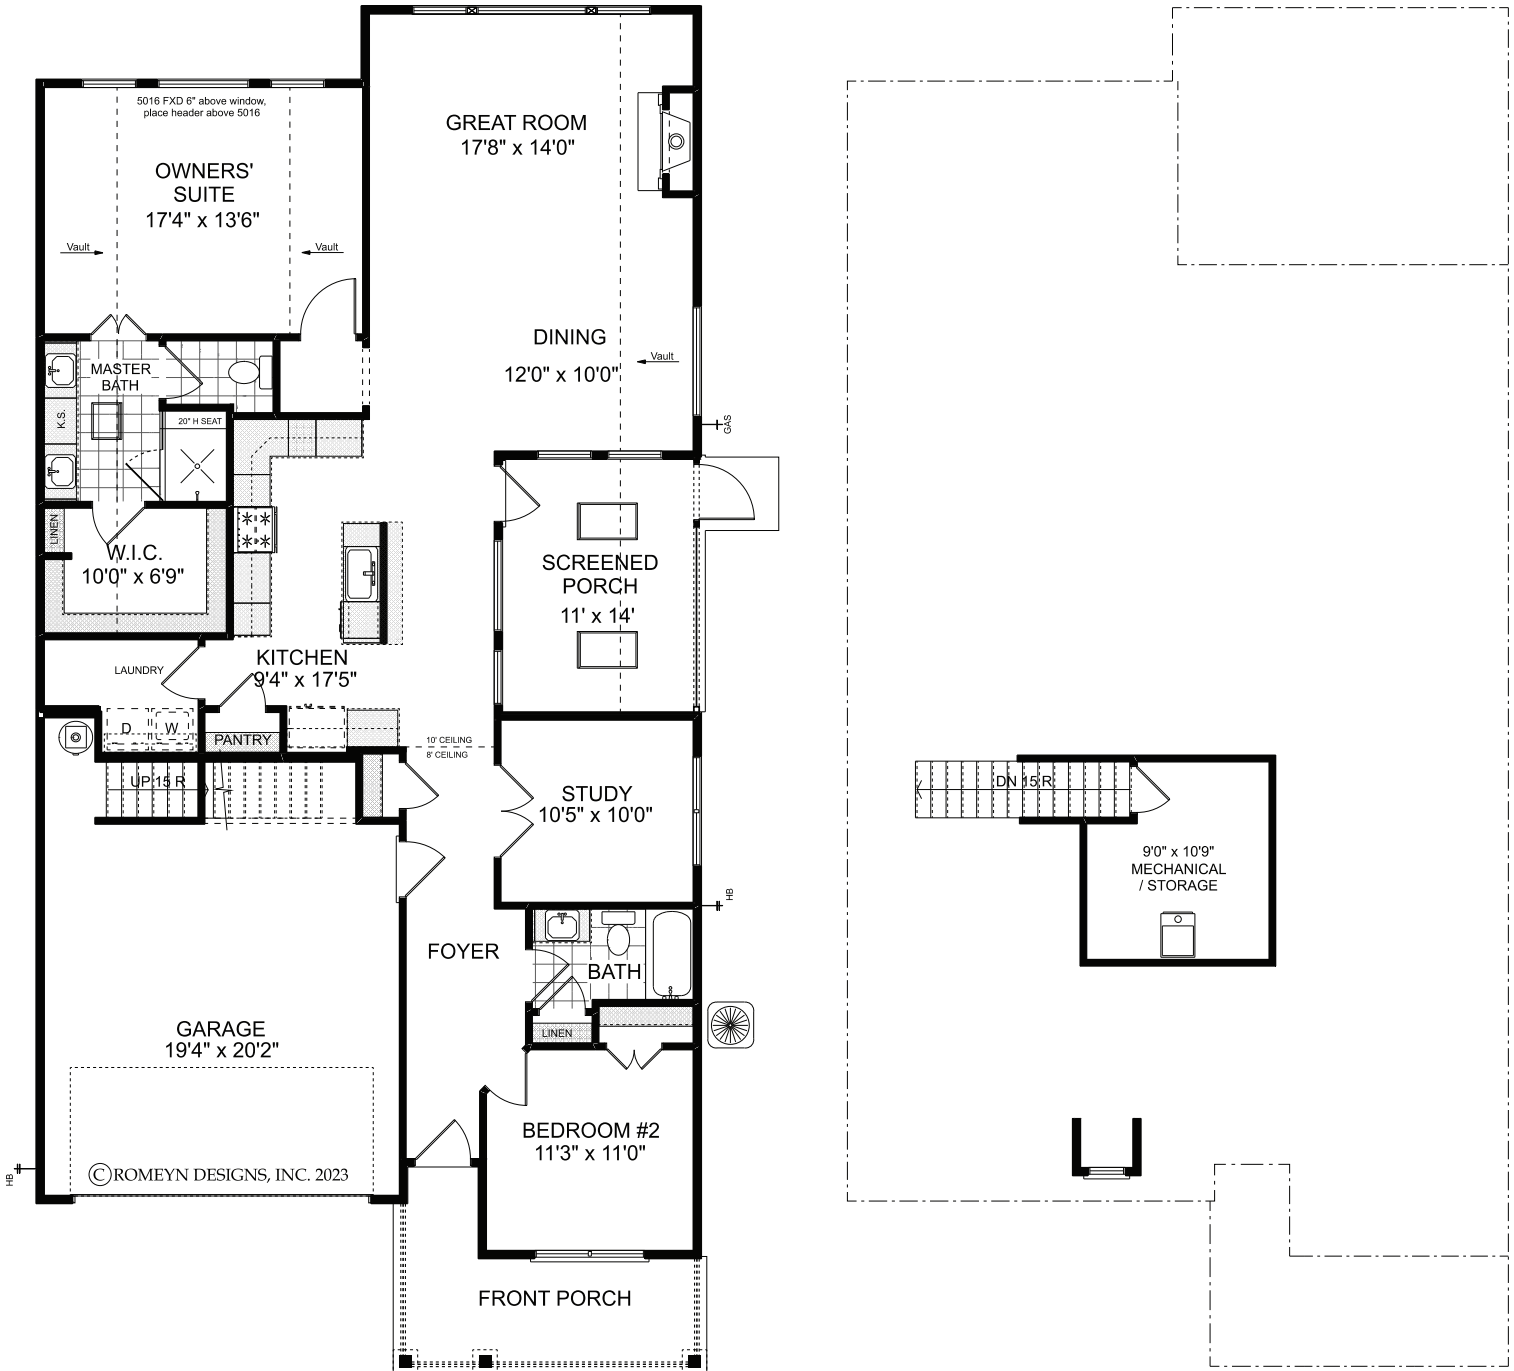 5016 FXD 6" above window,
place header above 5016
GREAT ROOM
17'8" x 14'0"
OWNERS'
SUITE
17'4" x 13'6"
Vault
Vault
DINING
12'0" x 10'0"
Vault
MASTER
BATH
K.S.
20" H SEAT
GAS
LINEN
W.I.C.
10'0" x 6'9"
SCREENED
PORCH
11' x 14'
KITCHEN
9'4" x 17'5"
LAUNDRY
D
W
PANTRY
10' CEILING
8' CEILING
UP 15 R
STUDY
10'5" x 10'0"
DN 15 R
9'0" x 10'9"
MECHANICAL
/ STORAGE
HB
FOYER
BATH
LINEN
GARAGE
19'4" x 20'2"
BEDROOM #2
11'3" x 11'0"
HB
© ROMEYN DESIGNS, INC. 2023
FRONT PORCH